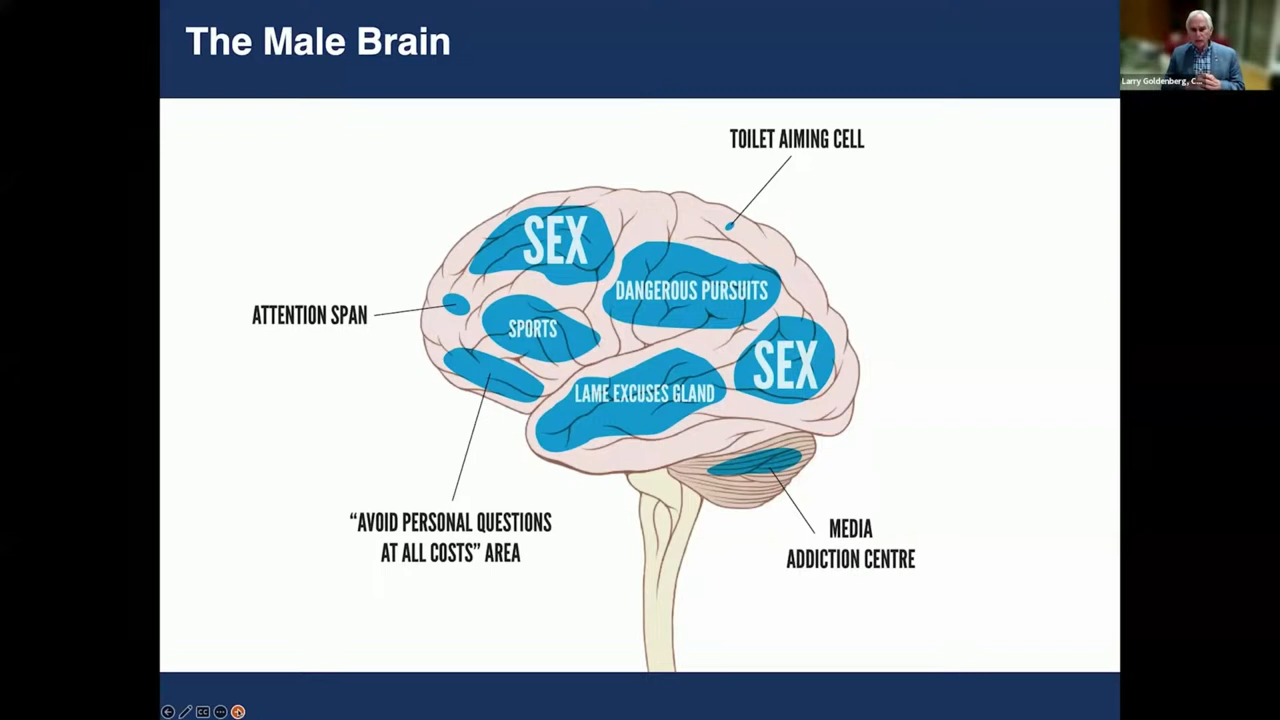 The Male Brain
Larry Goldenberg, C...
TOILET AIMING CELL
SEX
DANGEROUS PURSUITS
ATTENTION SPAN
SPORTS
SEX
LAME EXCUSES GLAND
“AVOID PERSONAL QUESTIONS
AT ALL COSTS” AREA
MEDIA
ADDICTION CENTRE
CC